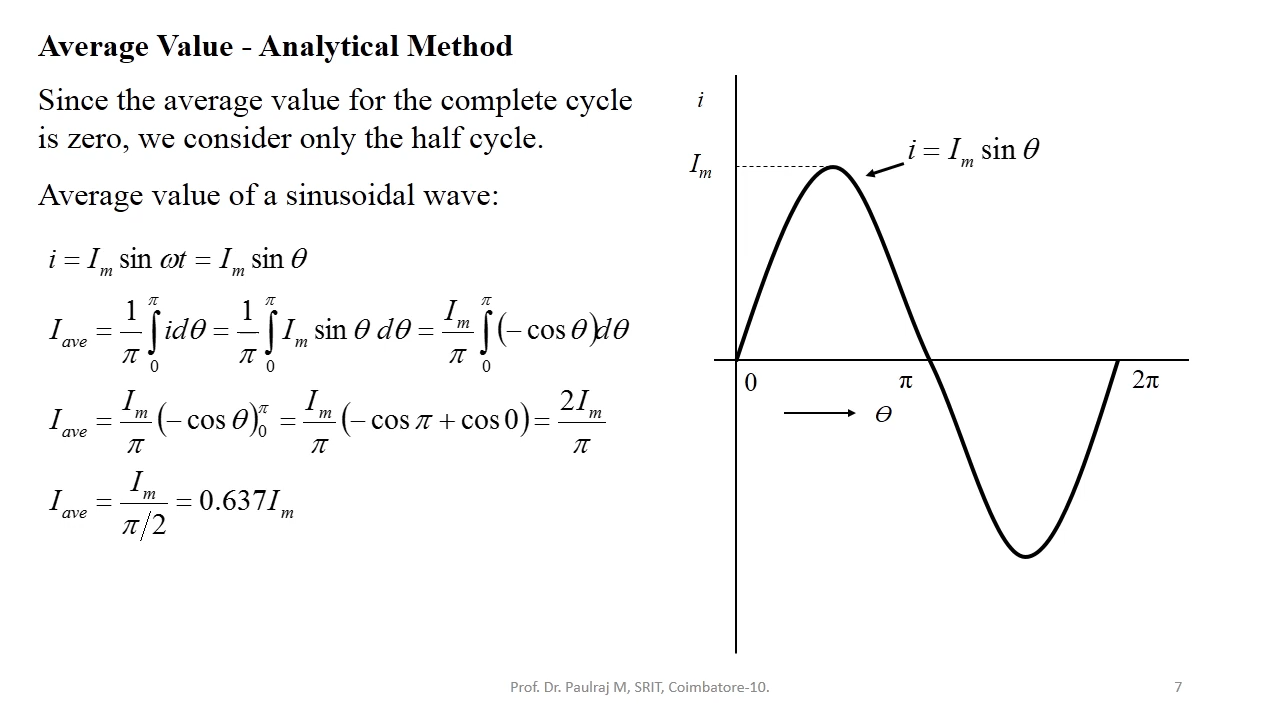 Average Value - Analytical Method
Since the average value for the complete cycle
is zero, we consider only the half cycle.
Average value of a sinusoidal wave:
i = I_m sin ωt = I_m sin θ
I_ave = 1/π ∫_0^π idθ = 1/π ∫_0^π I_m sin θ dθ = I_m/π ∫_0^π (− cos θ)dθ
I_ave = I_m/π (− cos θ)_0^π = I_m/π (− cos π + cos 0) = 2I_m/π
I_ave = I_m/(π/2) = 0.637I_m
i
I_m
i = I_m sin θ
0
π
2π
Θ
Prof. Dr. Paulraj M, SRIT, Coimbatore-10.
7